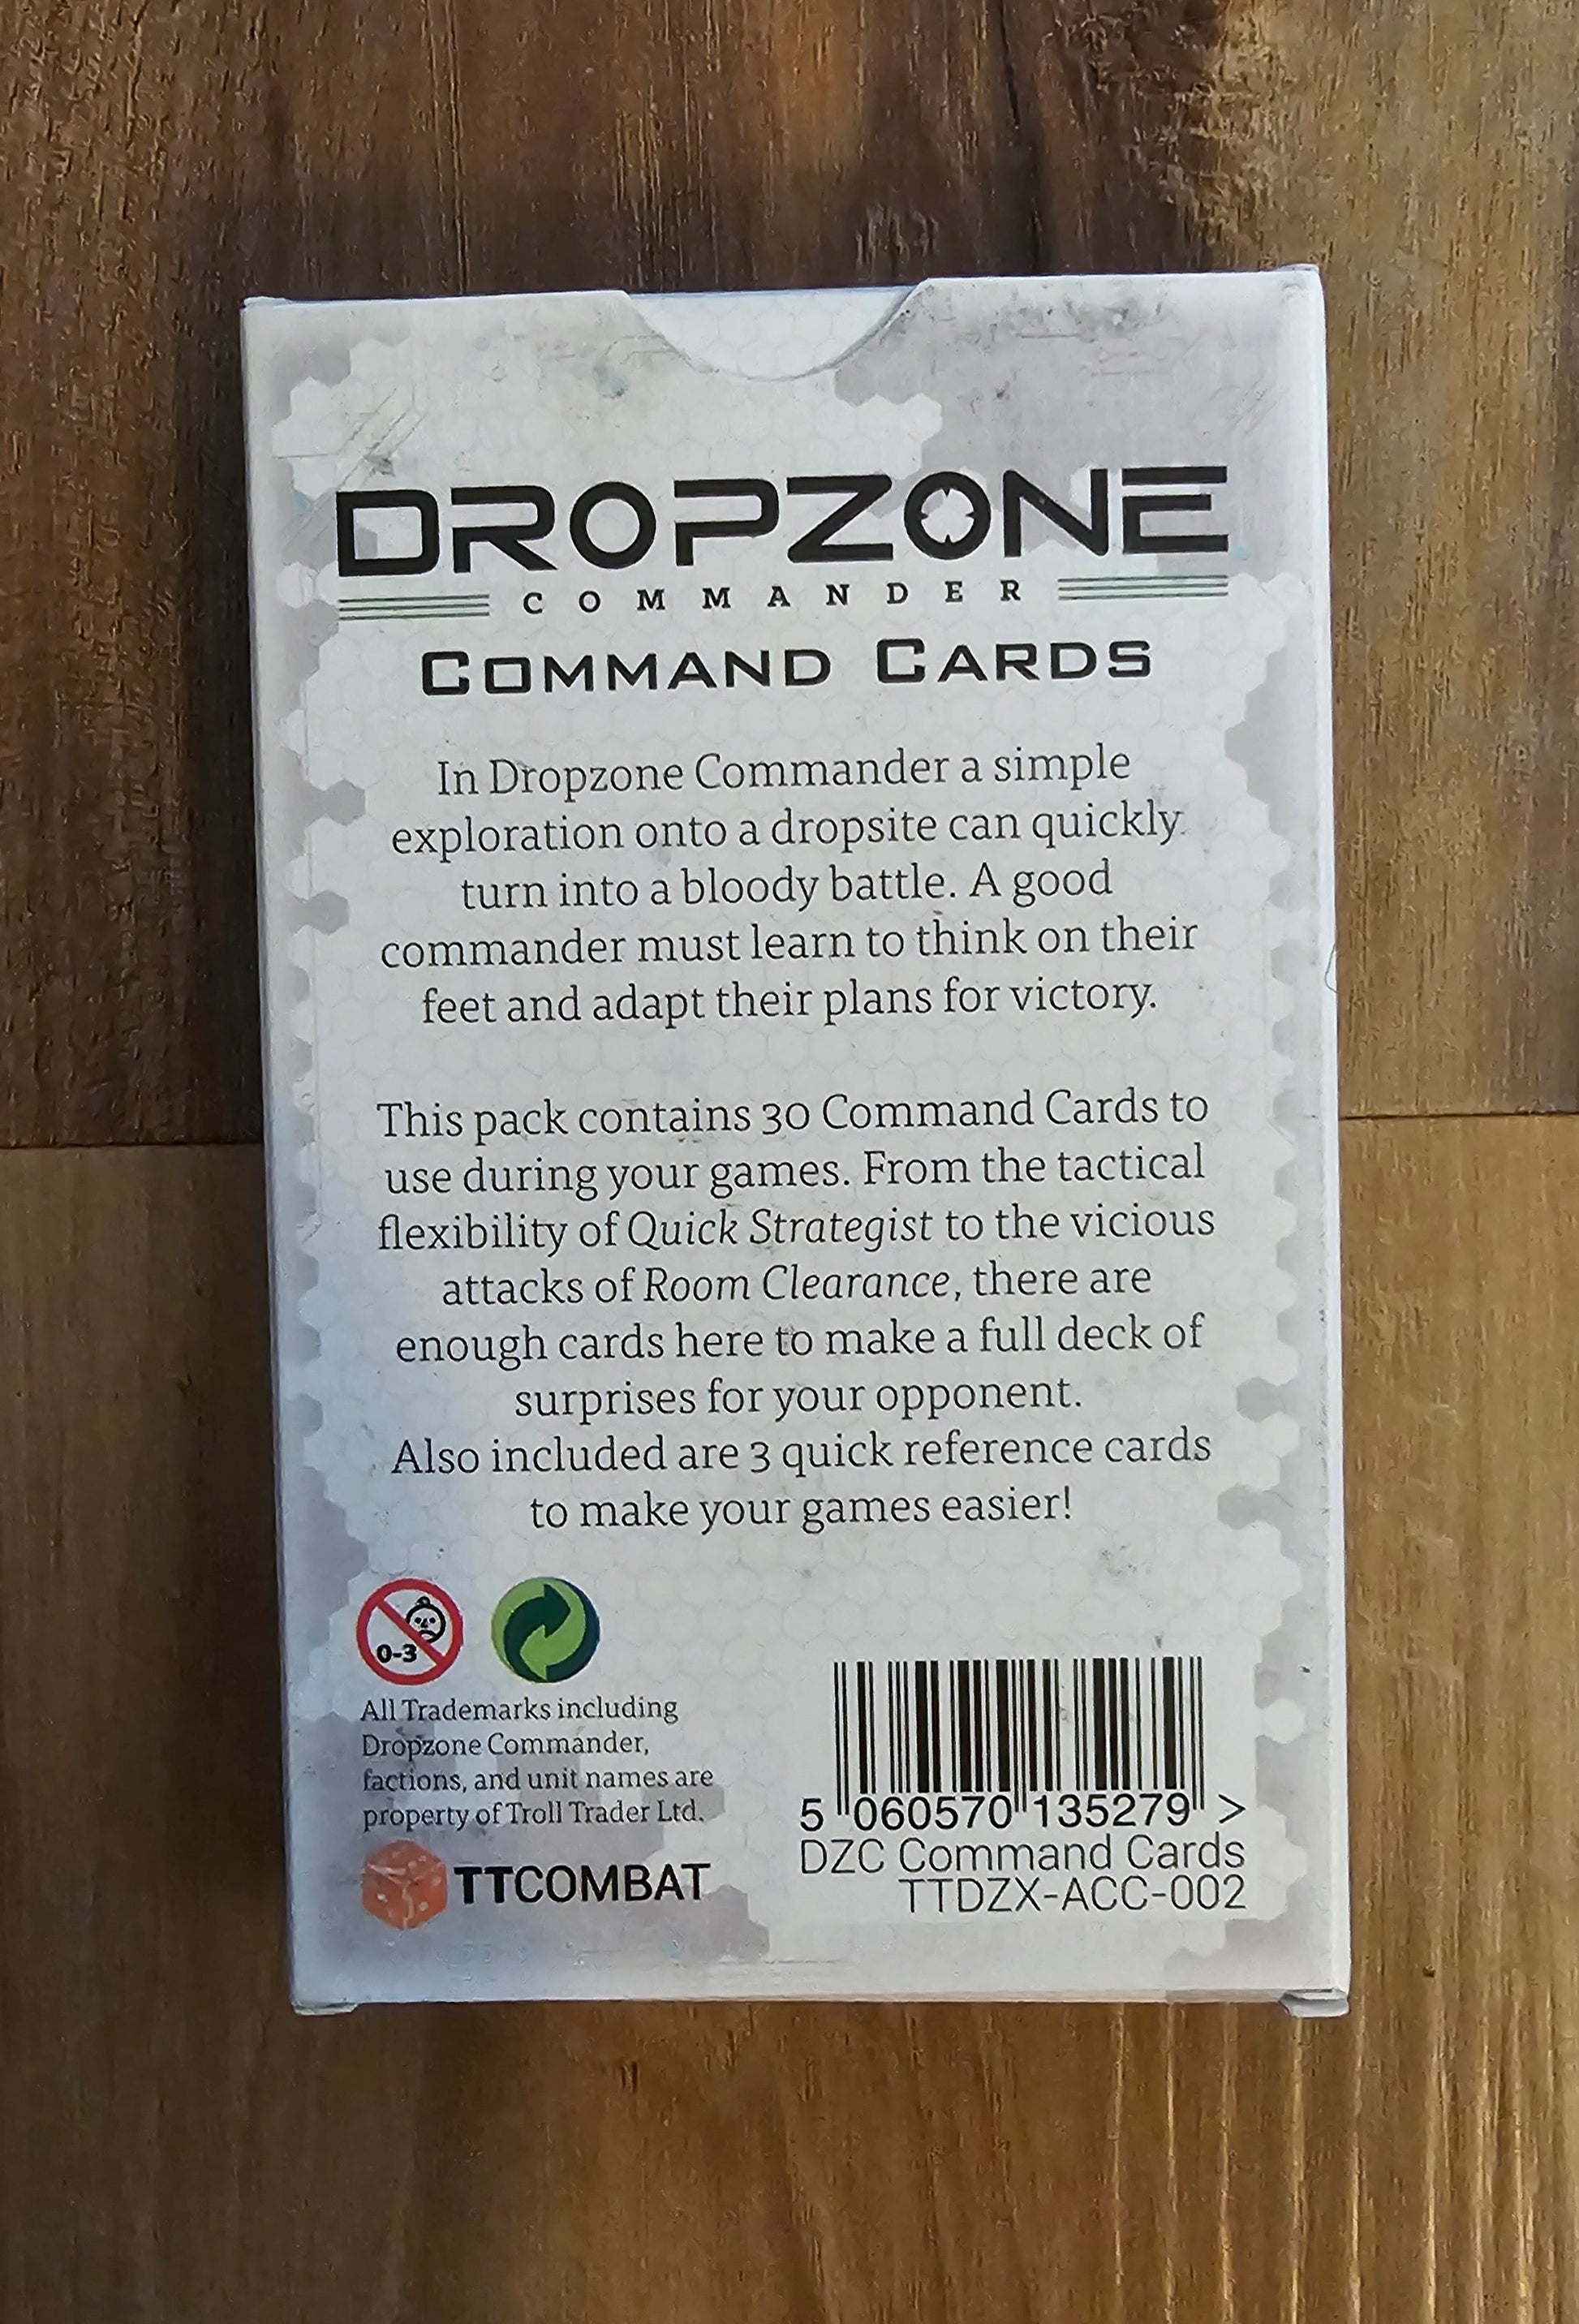 DROPZONE
COMMANDER
COMMAND CARDS
In Dropzone Commander a simple
exploration onto a dropsite can quickly
turn into a bloody battle. A good
commander must learn to think on their
feet and adapt their plans for victory.
This pack contains 30 Command Cards to
use during your games. From the tactical
flexibility of Quick Strategist to the vicious
attacks of Room Clearance, there are
enough cards here to make a full deck of
surprises for your opponent.
Also included are 3 quick reference cards
to make your games easier!
0-3
All Trademarks including
Dropzone Commander,
factions, and unit names are
property of Troll Trader Ltd.
TTCOMBAT
5 060570 135279 >
DZC Command Cards
TTDZX-ACC-002